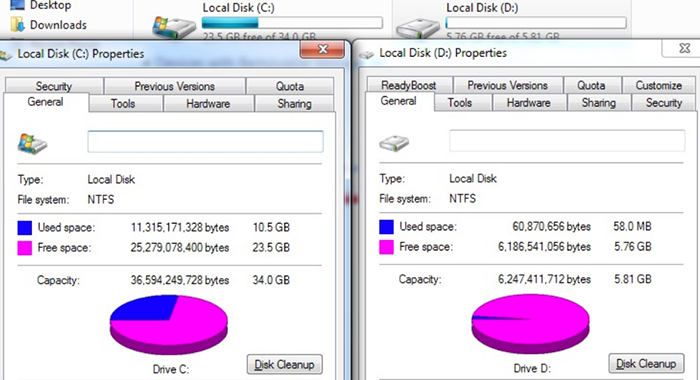 Desktop
Downloads
Local Disk (C:)
23.5 GB free of 34.0 GB
Local Disk (D:)
5.76 GB free of 5.81 GB
Local Disk (C:) Properties
Security Previous Versions Quota
General Tools Hardware Sharing
Type: Local Disk
File system: NTFS
Used space: 11,315,171,328 bytes 10.5 GB
Free space: 25,279,078,400 bytes 23.5 GB
Capacity: 36,594,249,728 bytes 34.0 GB
Drive C:
Disk Cleanup
Local Disk (D:) Properties
ReadyBoost Previous Versions Quota Customize
General Tools Hardware Sharing Security
Type: Local Disk
File system: NTFS
Used space: 60,870,656 bytes 58.0 MB
Free space: 6,186,541,056 bytes 5.76 GB
Capacity: 6,247,411,712 bytes 5.81 GB
Drive D:
Disk Cleanup